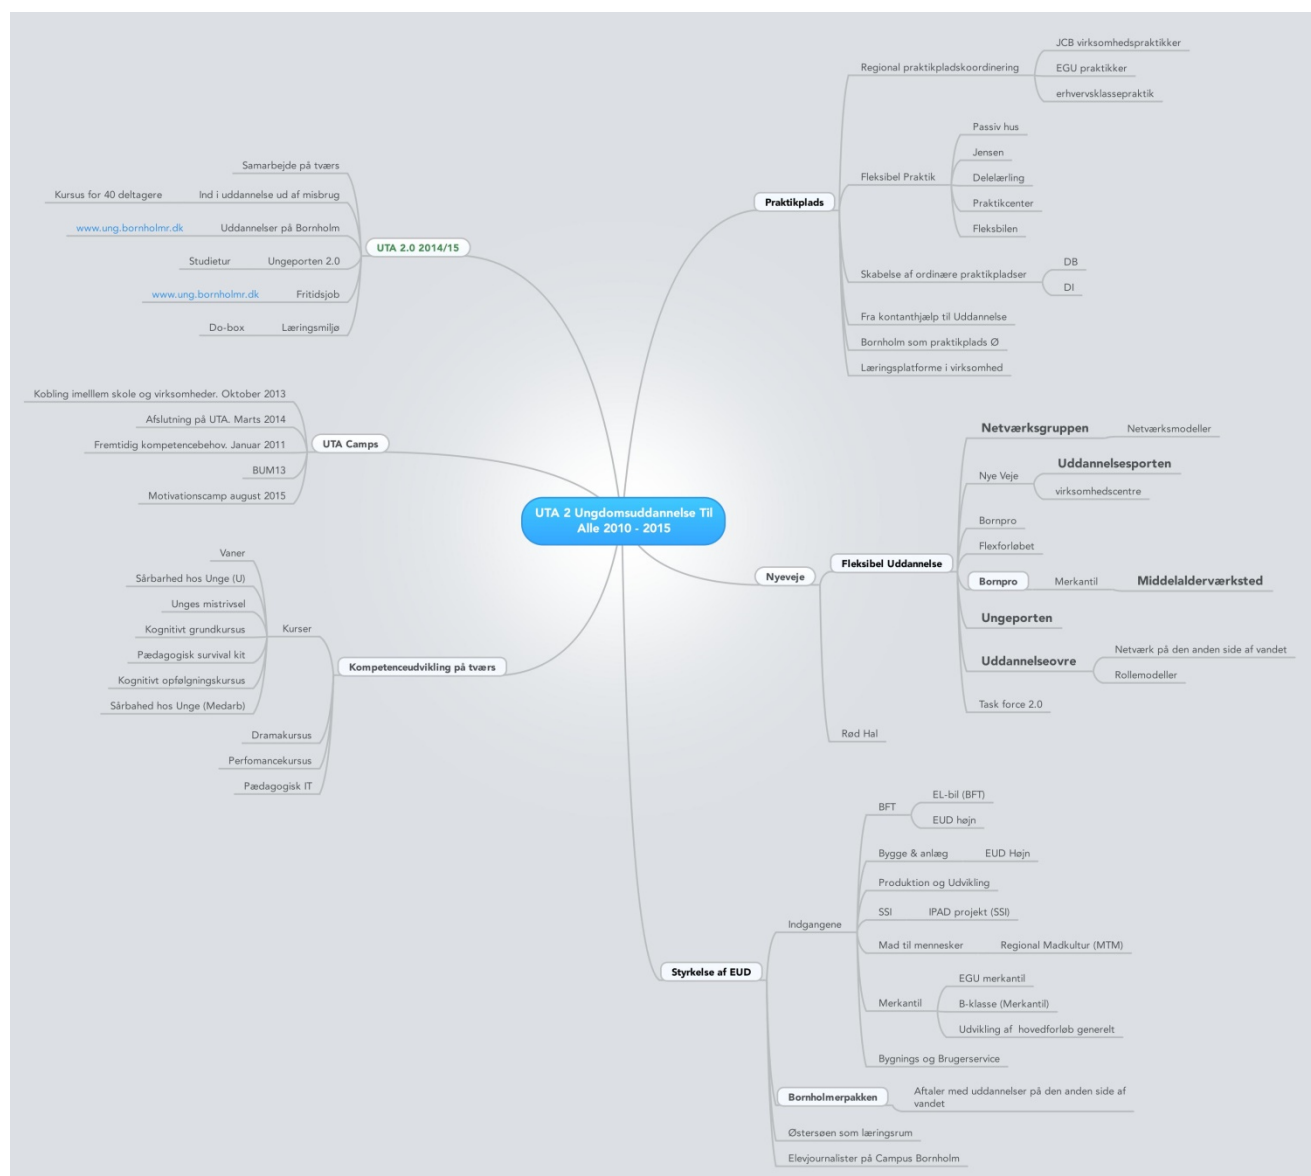 UTA 2 Ungdomsuddannelse Til
Alle 2010 - 2015
Praktikplads
Regional praktikpladskoordinering
JCB virksomhedspraktikker
EGU praktikker
erhvervsklassepraktik
Fleksibel Praktik
Passiv hus
Jensen
Delelærling
Praktikcenter
Fleksbilen
Skabelse af ordinære praktikpladser
DB
DI
Fra kontanthjælp til Uddannelse
Bornholm som praktikplads Ø
Læringsplatforme i virksomhed
Nyeveje
Fleksibel Uddannelse
Netværksgruppen
Netværksmodeller
Nye Veje
Uddannelsesporten
virksomhedscentre
Bornpro
Flexforløbet
Bornpro
Merkantil
Middelalderværksted
Ungeporten
Uddannelseovre
Netværk på den anden side af vandet
Rollemodeller
Task force 2.0
Rød Hal
Styrkelse af EUD
Indgangene
BFT
EL-bil (BFT)
EUD højn
Bygge & anlæg
EUD Højn
Produktion og Udvikling
SSI
IPAD projekt (SSI)
Mad til mennesker
Regional Madkultur (MTM)
Merkantil
EGU merkantil
B-klasse (Merkantil)
Udvikling af hovedforløb generelt
Bygnings og Brugerservice
Bornholmerpakken
Aftaler med uddannelser på den anden side af
vandet
Østersøen som læringsrum
Elevjournalister på Campus Bornholm
UTA 2.0 2014/15
Samarbejde på tværs
Ind i uddannelse ud af misbrug
Kursus for 40 deltagere
Uddannelser på Bornholm
www.ung.bornholmr.dk
Ungeporten 2.0
Studietur
Fritidsjob
www.ung.bornholmr.dk
Læringsmiljø
Do-box
UTA Camps
Kobling imelllem skole og virksomheder. Oktober 2013
Afslutning på UTA. Marts 2014
Fremtidig kompetencebehov. Januar 2011
BUM13
Motivationscamp august 2015
Kompetenceudvikling på tværs
Kurser
Vaner
Sårbarhed hos Unge (U)
Unges mistrivsel
Kognitivt grundkursus
Pædagogisk survival kit
Kognitivt opfølgningskursus
Sårbahed hos Unge (Medarb)
Dramakursus
Perfomancekursus
Pædagogisk IT